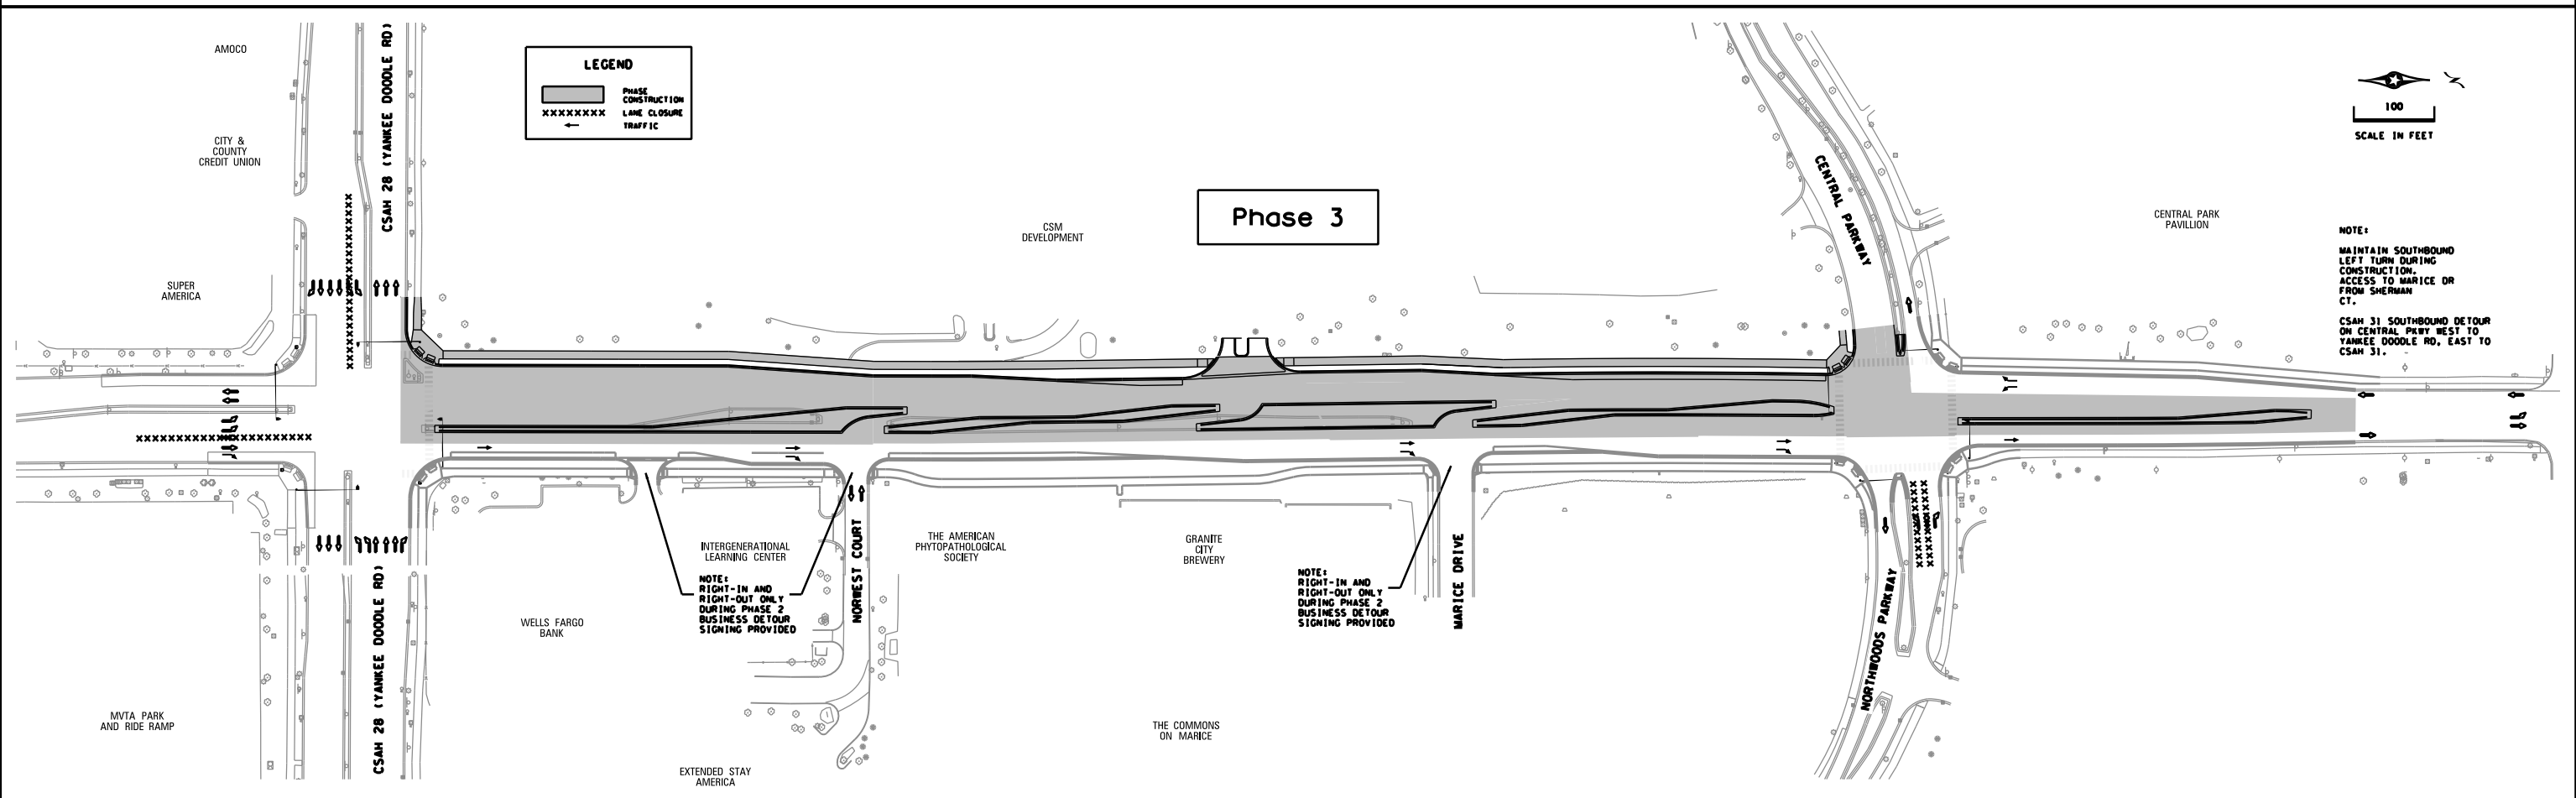 AMOCO
CITY &
COUNTY
CREDIT UNION
SUPER
AMERICA
CSAH 28 (YANKEE DOODLE RD)
LEGEND
PHASE
CONSTRUCTION
XXXXXXXX LANE CLOSURE
TRAFFIC
CSM
DEVELOPMENT
Phase 3
CENTRAL PARKWAY
CENTRAL PARK
PAVILLION
100
SCALE IN FEET
NOTE:
MAINTAIN SOUTHBOUND
LEFT TURN DURING
CONSTRUCTION.
ACCESS TO MARICE DR
FROM SHERMAN
CT.
CSAH 31 SOUTHBOUND DETOUR
ON CENTRAL PKWY WEST TO
YANKEE DOODLE RD, EAST TO
CSAH 31.
MVTA PARK
AND RIDE RAMP
CSAH 28 (YANKEE DOODLE RD)
WELLS FARGO
BANK
INTERGENERATIONAL
LEARNING CENTER
NOTE:
RIGHT-IN AND
RIGHT-OUT ONLY
DURING PHASE 2
BUSINESS DETOUR
SIGNING PROVIDED
EXTENDED STAY
AMERICA
NORWEST COURT
THE AMERICAN
PHYTOPATHOLOGICAL
SOCIETY
GRANITE
CITY
BREWERY
THE COMMONS
ON MARICE
NOTE:
RIGHT-IN AND
RIGHT-OUT ONLY
DURING PHASE 2
BUSINESS DETOUR
SIGNING PROVIDED
MARICE DRIVE
NORTHWOODS PARKWAY